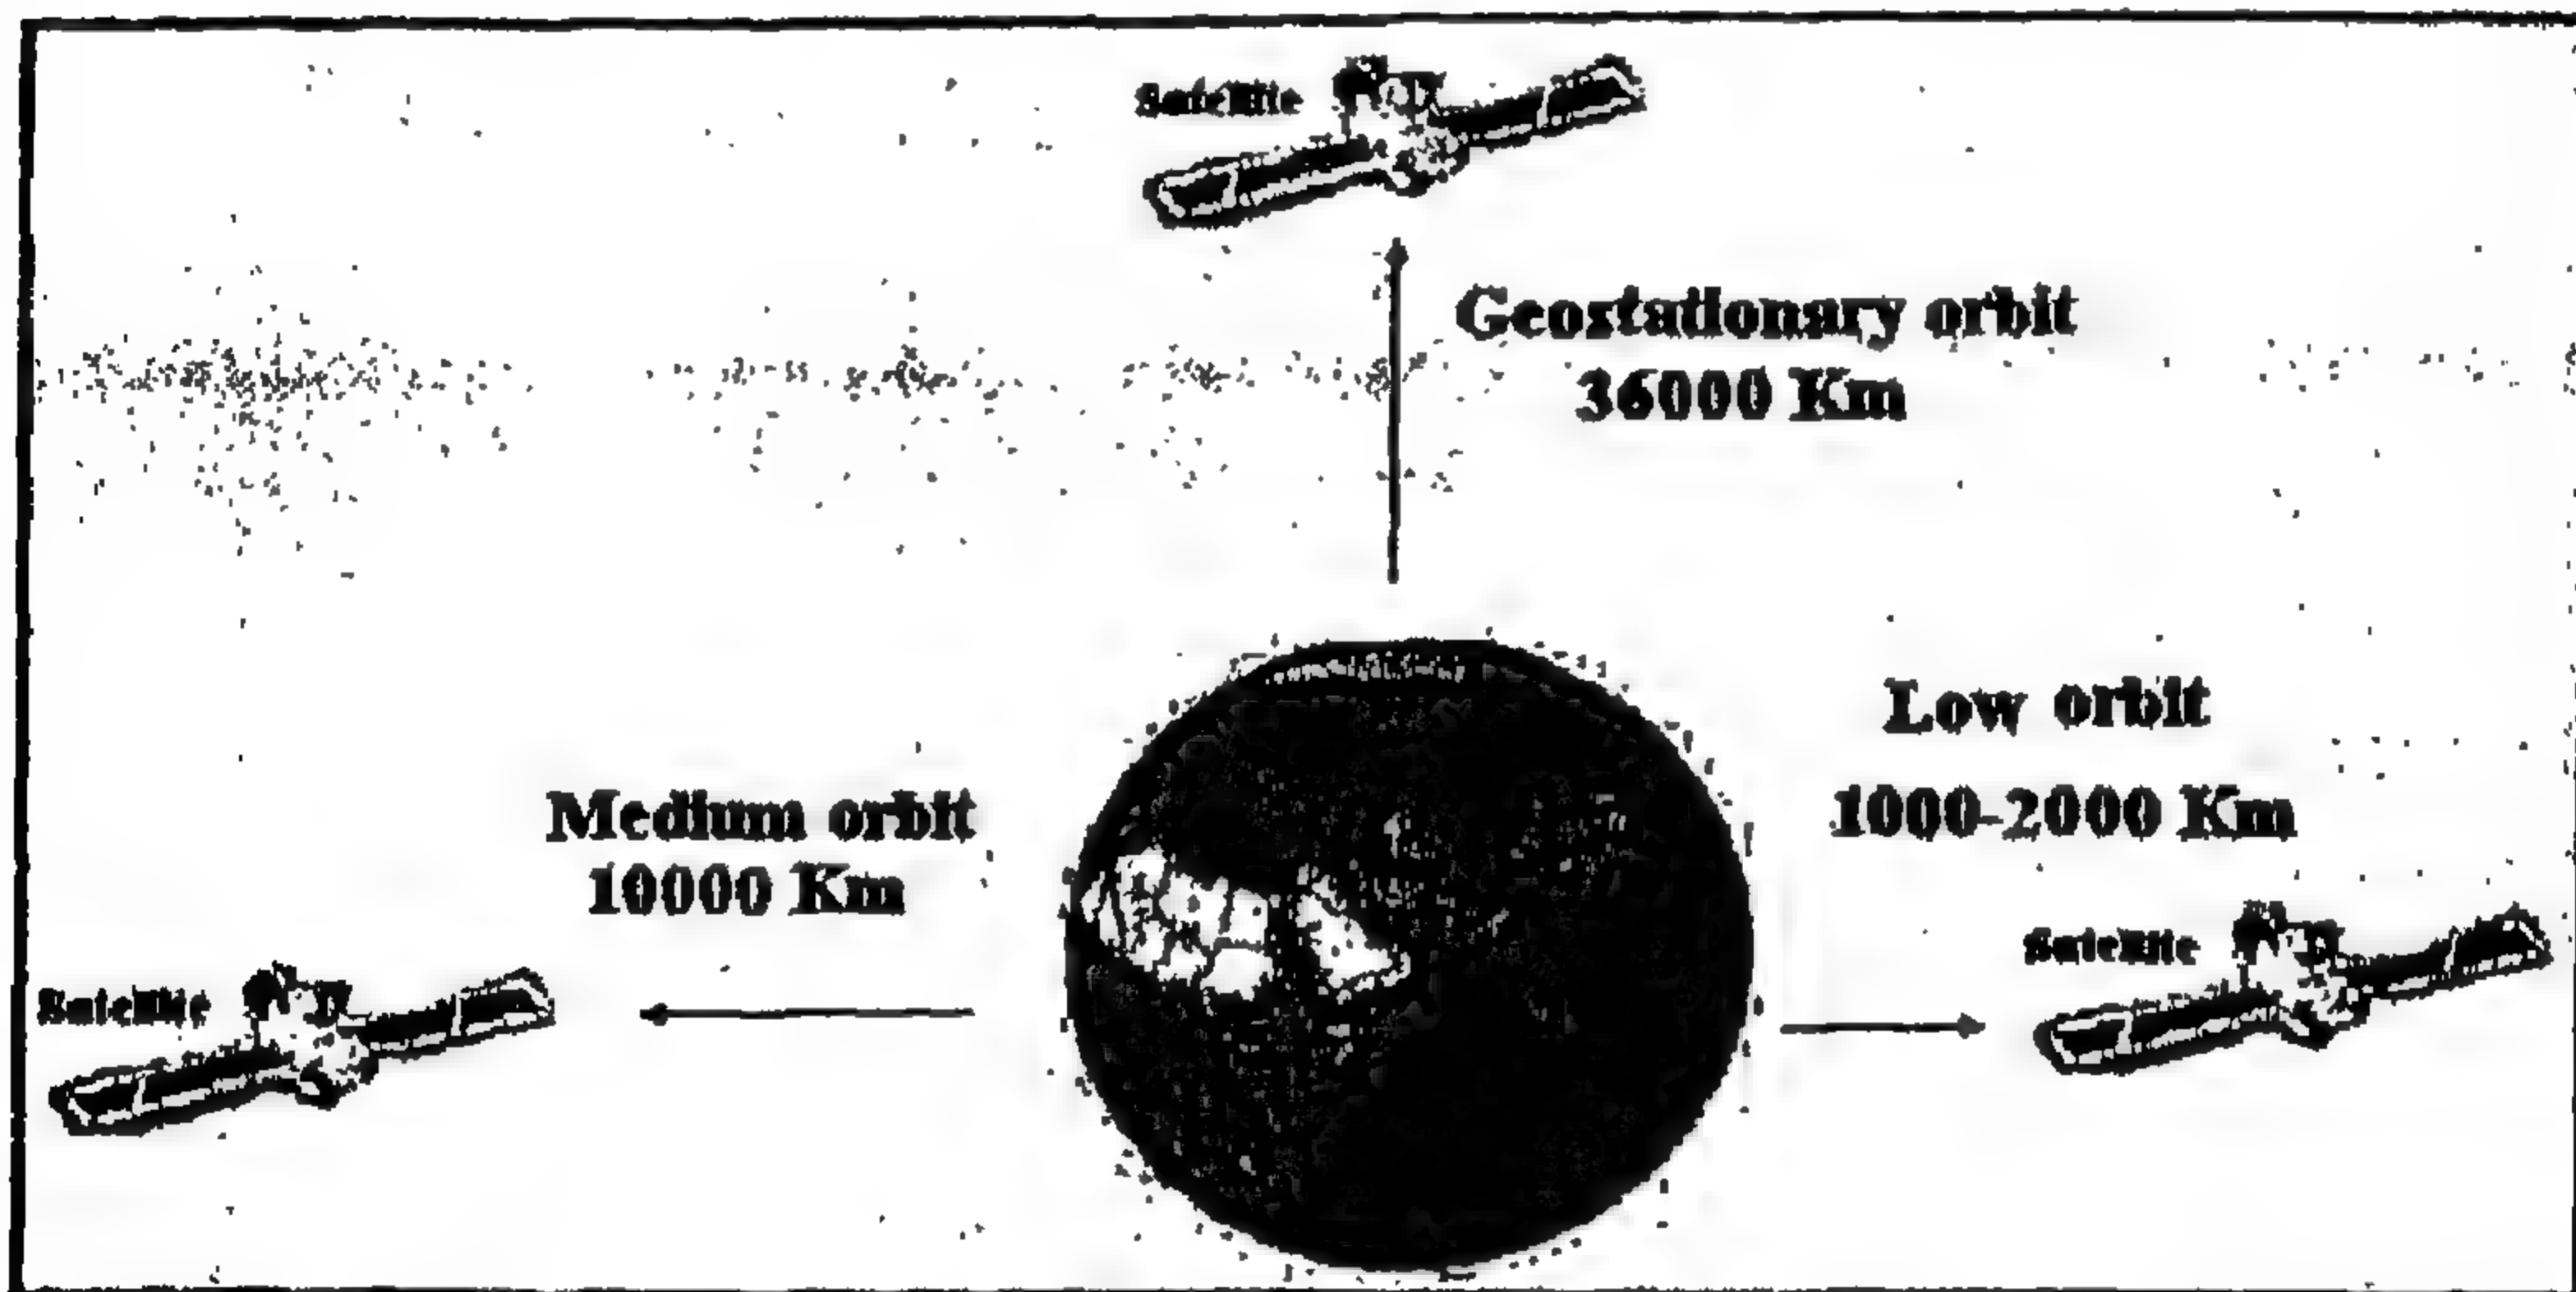 Satellite
Geostationary orbit
36000 Km
Low orbit
1000-2000 Km
Medium orbit
10000 Km
Satellite
Satellite